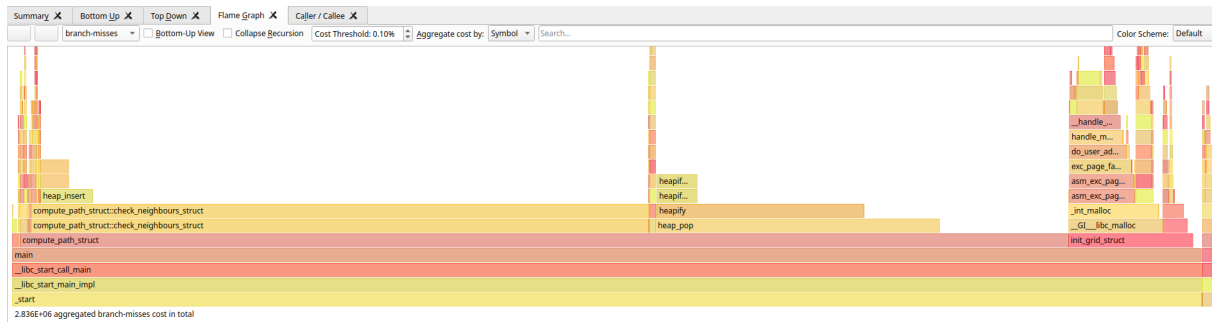 Summary Bottom Up Top Down Flame Graph Caller / Callee
branch-misses Bottom-Up View Collapse Recursion Cost Threshold: 0.10% Aggregate cost by: Symbol Search... Color Scheme: Default
__handle_...
handle_m...
do_user_ad...
exc_page_fa...
heapif... asm_exc_pag...
heap_insert heapif... asm_exc_pag...
compute_path_struct::check_neighbours_struct heapify _int_malloc
compute_path_struct::check_neighbours_struct heap_pop __GI___libc_malloc
compute_path_struct init_grid_struct
main
__libc_start_call_main
__libc_start_main_impl
_start
2.836E+06 aggregated branch-misses cost in total